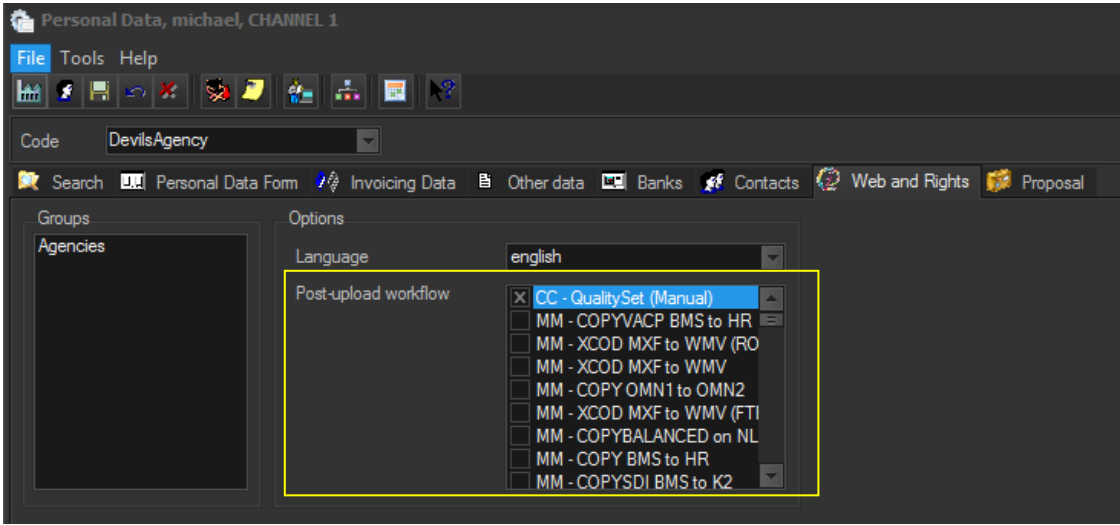 Personal Data, michael, CHANNEL 1
File Tools Help
Code DevilsAgency
Search Personal Data Form Invoicing Data Other data Banks Contacts Web and Rights Proposal
Groups Options
Agencies
Language english
Post-upload workflow CC - QualitySet (Manual)
MM - COPYVACP BMS to HR
MM - XCOD MXF to WMV (RO
MM - XCOD MXF to WMV
MM - COPY OMN1 to OMN2
MM - XCOD MXF to WMV (FTI
MM - COPYBALANCED on NL
MM - COPY BMS to HR
MM - COPYSDI BMS to K2